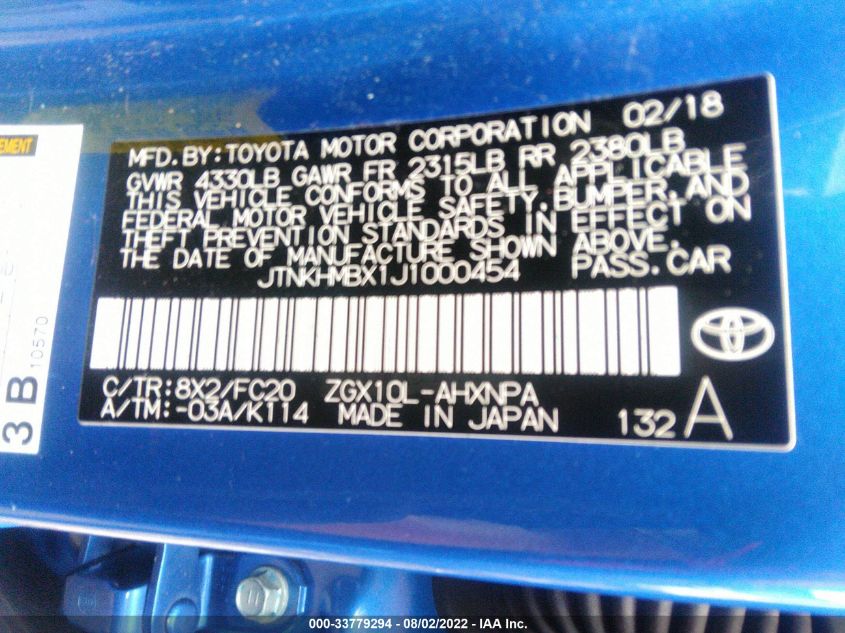 MFD. BY: TOYOTA MOTOR CORPORATION 02/18
GVWR 4330LB GAWR FR 2315LB RR 2380LB
THIS VEHICLE CONFORMS TO ALL APPLICABLE
FEDERAL MOTOR VEHICLE SAFETY, BUMPER, AND
THEFT PREVENTION STANDARDS IN EFFECT ON
THE DATE OF MANUFACTURE SHOWN ABOVE.
JTNKHMBX1J1000454 PASS. CAR
C/TR: 8X2/FC20 ZGX10L-AHXNPA
A/TM: -03A/K114 MADE IN JAPAN 132 A
3 B 10570
000-33779294 - 08/02/2022 - IAA Inc.